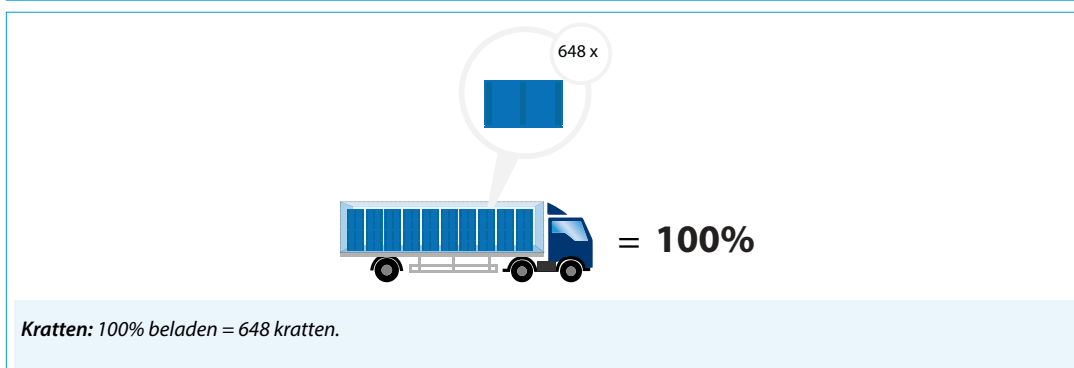 648 x
= 100%
Kratten: 100% beladen = 648 kratten.